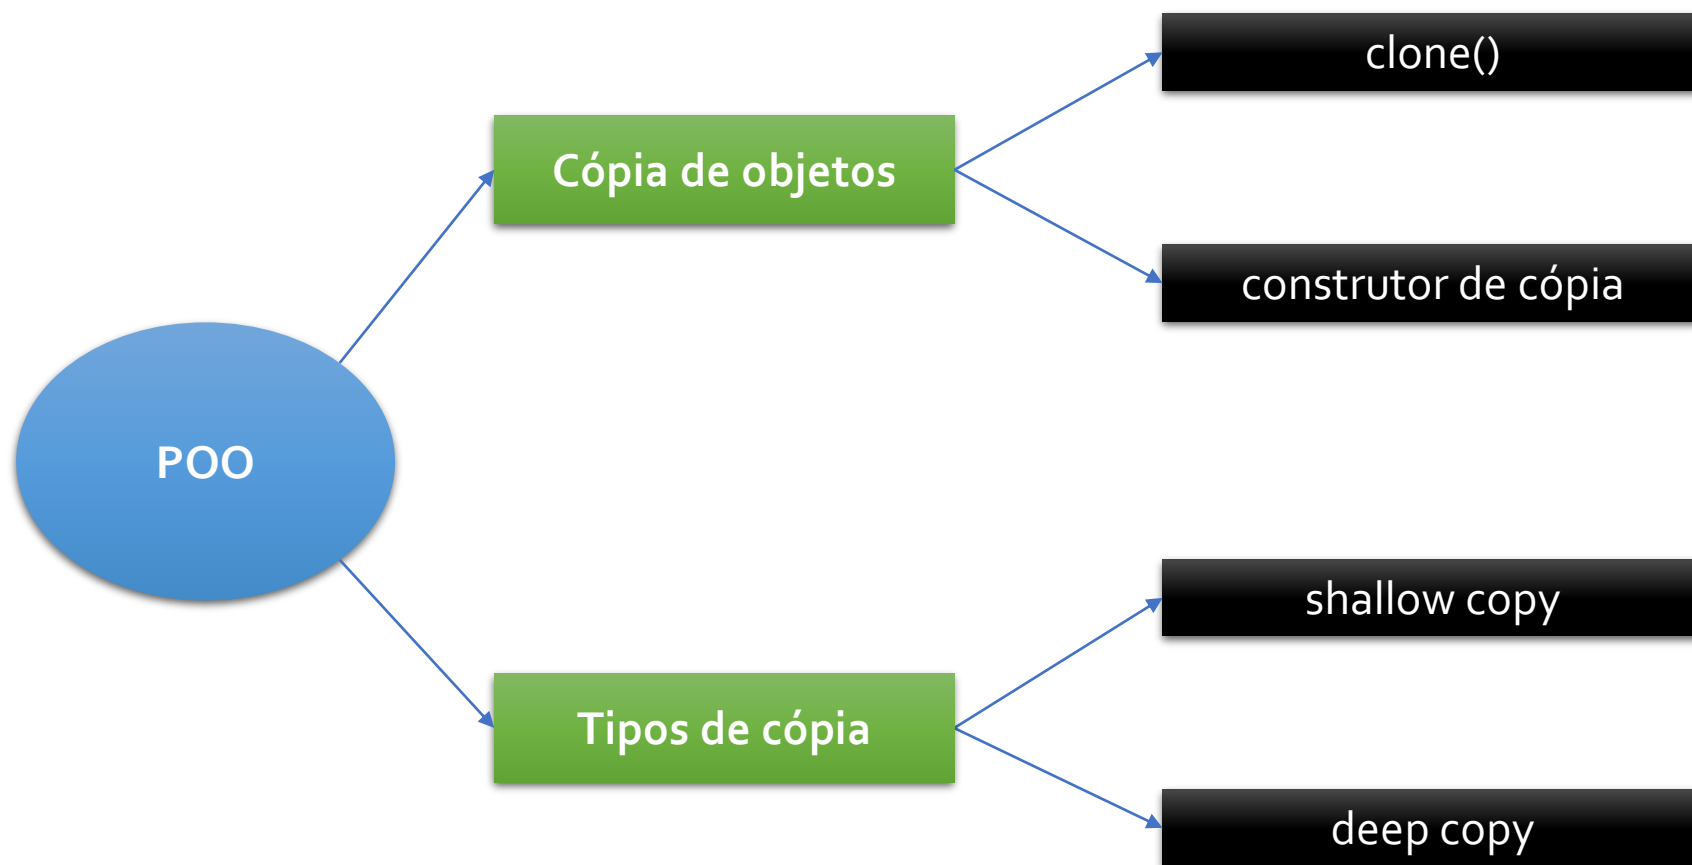 clone()
Cópia de objetos
construtor de cópia
POO
shallow copy
Tipos de cópia
deep copy